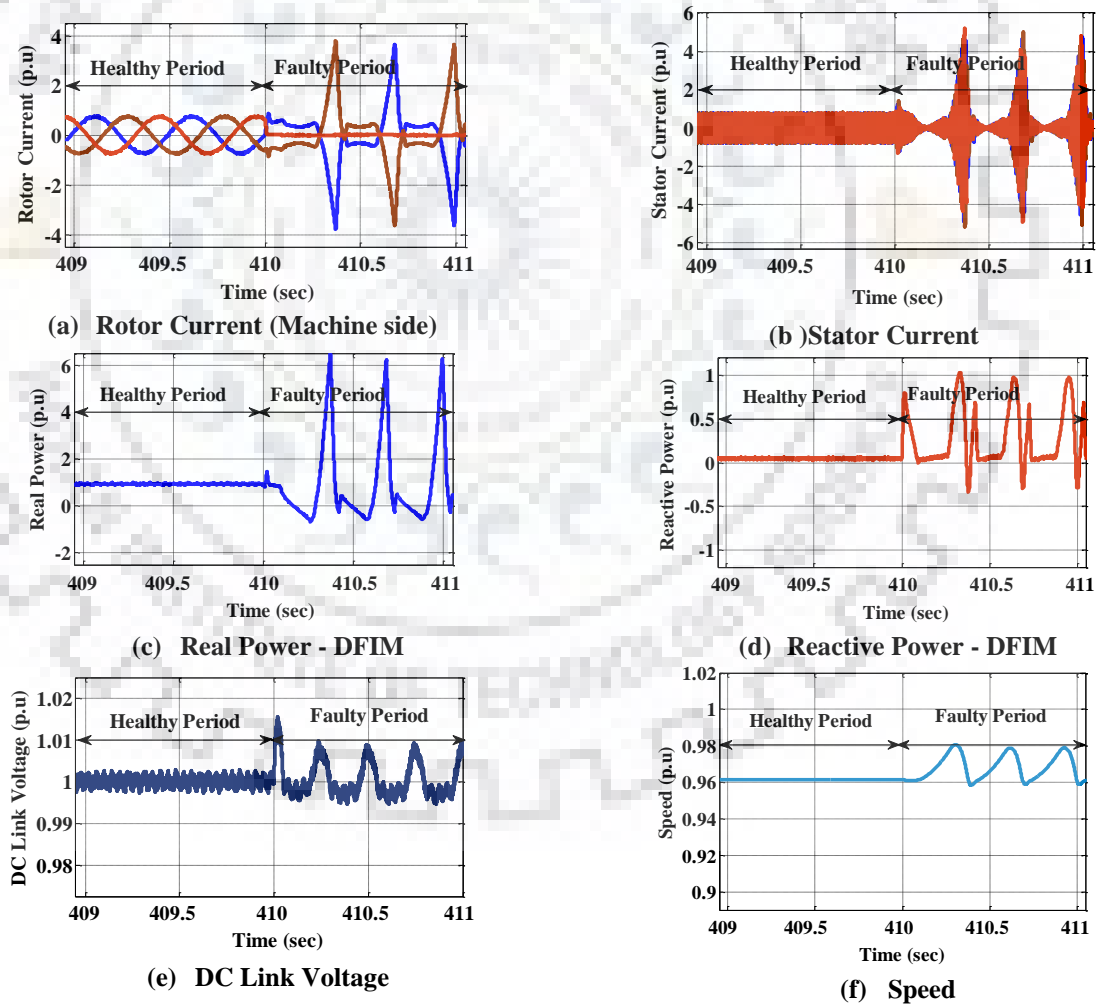 Rotor Current (p.u)
4
2
0
-2
-4
Healthy Period
Faulty Period
409
409.5
410
410.5
411
Time (sec)
(a) Rotor Current (Machine side)
Stator Current (p.u)
6
4
2
0
-2
-4
6
Healthy Period
Faulty Period
409
409.5
410
410.5
411
Time (sec)
(b )Stator Current
Real Power (p.u)
6
4
2
0
-2
Healthy Period
Faulty Period
409
409.5
410
410.5
411
Time (sec)
(c) Real Power - DFIM
Reactive Power (p.u)
1
0.5
0
-0.5
-1
Healthy Period
Faulty Period
409
409.5
410
410.5
411
Time (sec)
(d) Reactive Power - DFIM
DC Link Voltage (p.u)
1.02
1.01
1
0.99
0.98
Healthy Period
Faulty Period
409
409.5
410
410.5
411
Time (sec)
(e) DC Link Voltage
Speed (p.u)
1.02
1
0.98
0.96
0.94
0.92
0.9
Healthy Period
Faulty Period
409
409.5
410
410.5
411
Time (sec)
(f) Speed